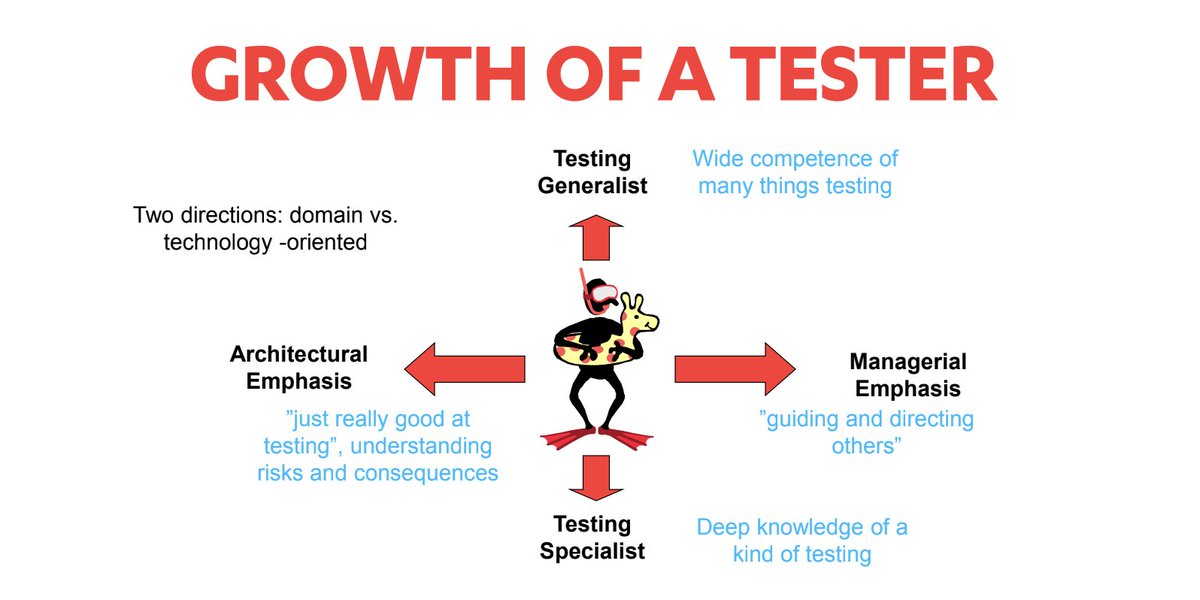 GROWTH OF A TESTER
Testing
Generalist
Wide competence of
many things testing
Two directions: domain vs.
technology -oriented
Architectural
Emphasis
”just really good at
testing”, understanding
risks and consequences
Managerial
Emphasis
”guiding and directing
others”
Testing
Specialist
Deep knowledge of a
kind of testing